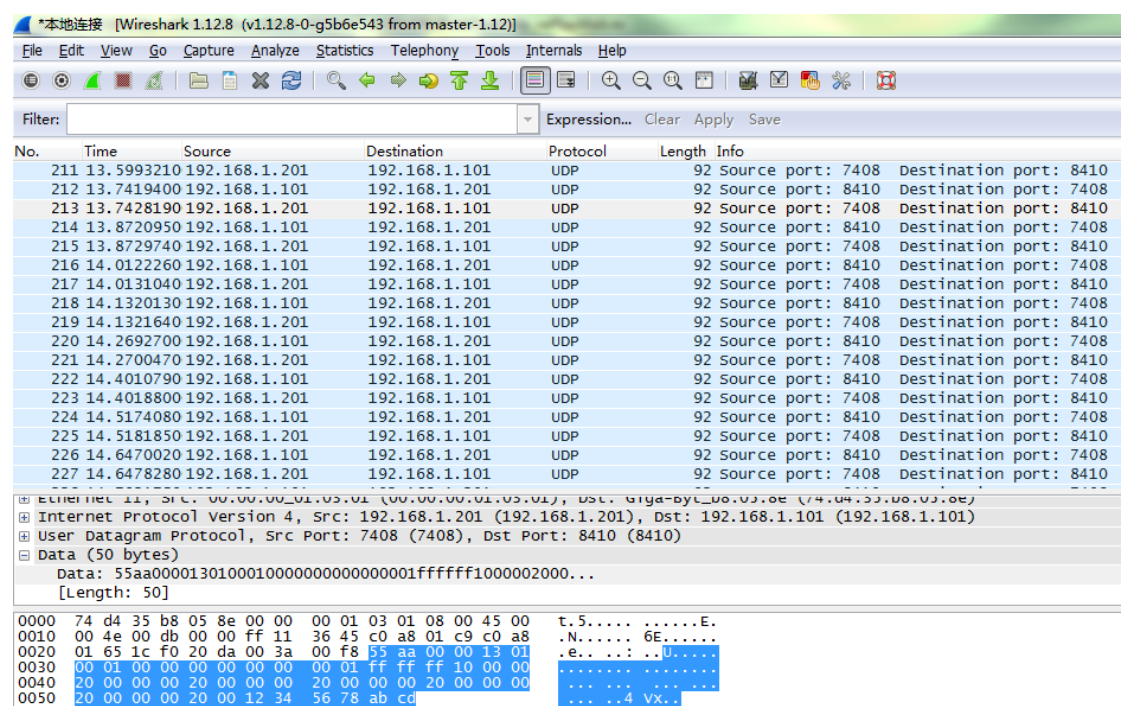 *本地连接 [Wireshark 1.12.8 (v1.12.8-0-g5b6e543 from master-1.12)]
File Edit View Go Capture Analyze Statistics Telephony Tools Internals Help
Filter: Expression... Clear Apply Save
No. Time Source Destination Protocol Length Info
211 13.5993210 192.168.1.201 192.168.1.101 UDP 92 Source port: 7408 Destination port: 8410
212 13.7419400 192.168.1.101 192.168.1.201 UDP 92 Source port: 8410 Destination port: 7408
213 13.7428190 192.168.1.201 192.168.1.101 UDP 92 Source port: 7408 Destination port: 8410
214 13.8720950 192.168.1.101 192.168.1.201 UDP 92 Source port: 8410 Destination port: 7408
215 13.8729740 192.168.1.201 192.168.1.101 UDP 92 Source port: 7408 Destination port: 8410
216 14.0122260 192.168.1.101 192.168.1.201 UDP 92 Source port: 8410 Destination port: 7408
217 14.0131040 192.168.1.201 192.168.1.101 UDP 92 Source port: 7408 Destination port: 8410
218 14.1320130 192.168.1.101 192.168.1.201 UDP 92 Source port: 8410 Destination port: 7408
219 14.1321640 192.168.1.201 192.168.1.101 UDP 92 Source port: 7408 Destination port: 8410
220 14.2692700 192.168.1.101 192.168.1.201 UDP 92 Source port: 8410 Destination port: 7408
221 14.2700470 192.168.1.201 192.168.1.101 UDP 92 Source port: 7408 Destination port: 8410
222 14.4010790 192.168.1.101 192.168.1.201 UDP 92 Source port: 8410 Destination port: 7408
223 14.4018800 192.168.1.201 192.168.1.101 UDP 92 Source port: 7408 Destination port: 8410
224 14.5174080 192.168.1.101 192.168.1.201 UDP 92 Source port: 8410 Destination port: 7408
225 14.5181850 192.168.1.201 192.168.1.101 UDP 92 Source port: 7408 Destination port: 8410
226 14.6470020 192.168.1.101 192.168.1.201 UDP 92 Source port: 8410 Destination port: 7408
227 14.6478280 192.168.1.201 192.168.1.101 UDP 92 Source port: 7408 Destination port: 8410
Ethernet II, Src: 00:00:00_01:03:01 (00:00:00:01:03:01), Dst: Giga-Byt_b8:05:8e (74:d4:35:b8:05:8e)
Internet Protocol Version 4, Src: 192.168.1.201 (192.168.1.201), Dst: 192.168.1.101 (192.168.1.101)
User Datagram Protocol, Src Port: 7408 (7408), Dst Port: 8410 (8410)
Data (50 bytes)
Data: 55aa0000130100010000000000000001ffffff1000002000...
[Length: 50]
0000 74 d4 35 b8 05 8e 00 00 00 01 03 01 08 00 45 00 t.5..... ......E.
0010 00 4e 00 db 00 00 ff 11 36 45 c0 a8 01 c9 c0 a8 .N...... 6E......
0020 01 65 1c f0 20 da 00 3a 00 f8 55 aa 00 00 13 01 .e.. ..: ..U.....
0030 00 01 00 00 00 00 00 00 00 01 ff ff ff 10 00 00 ........ ........
0040 20 00 00 00 20 00 00 00 20 00 00 00 20 00 00 00 ... ... ... ...
0050 20 00 00 00 20 00 12 34 56 78 ab cd ... ..4 Vx..